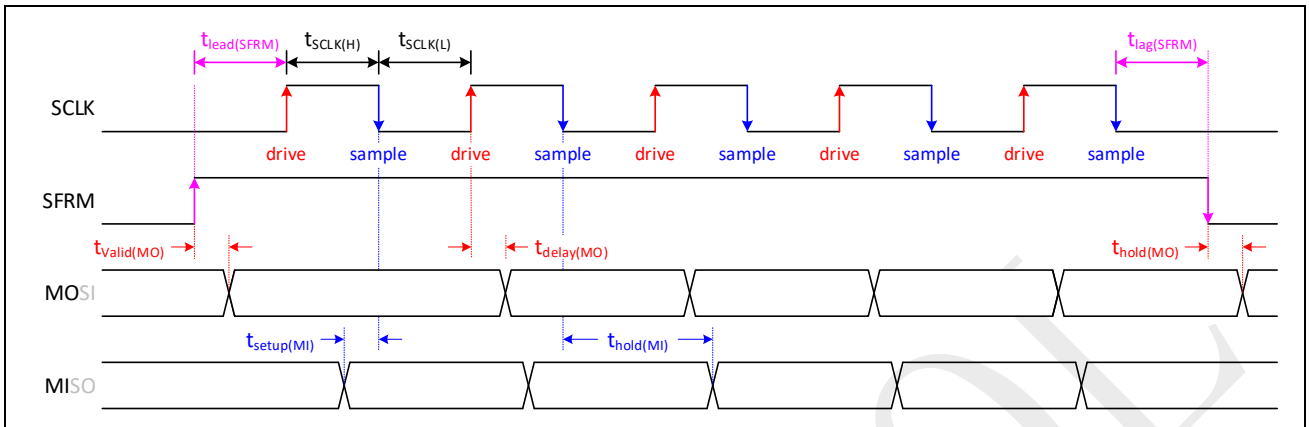 tlead(SFRM) tSCLK(H) tSCLK(L) tlag(SFRM)
SCLK
drive sample drive sample drive sample drive sample drive sample
SFRM
tValid(MO) tdelay(MO) thold(MO)
MOSI
tsetup(MI) thold(MI)
MISO